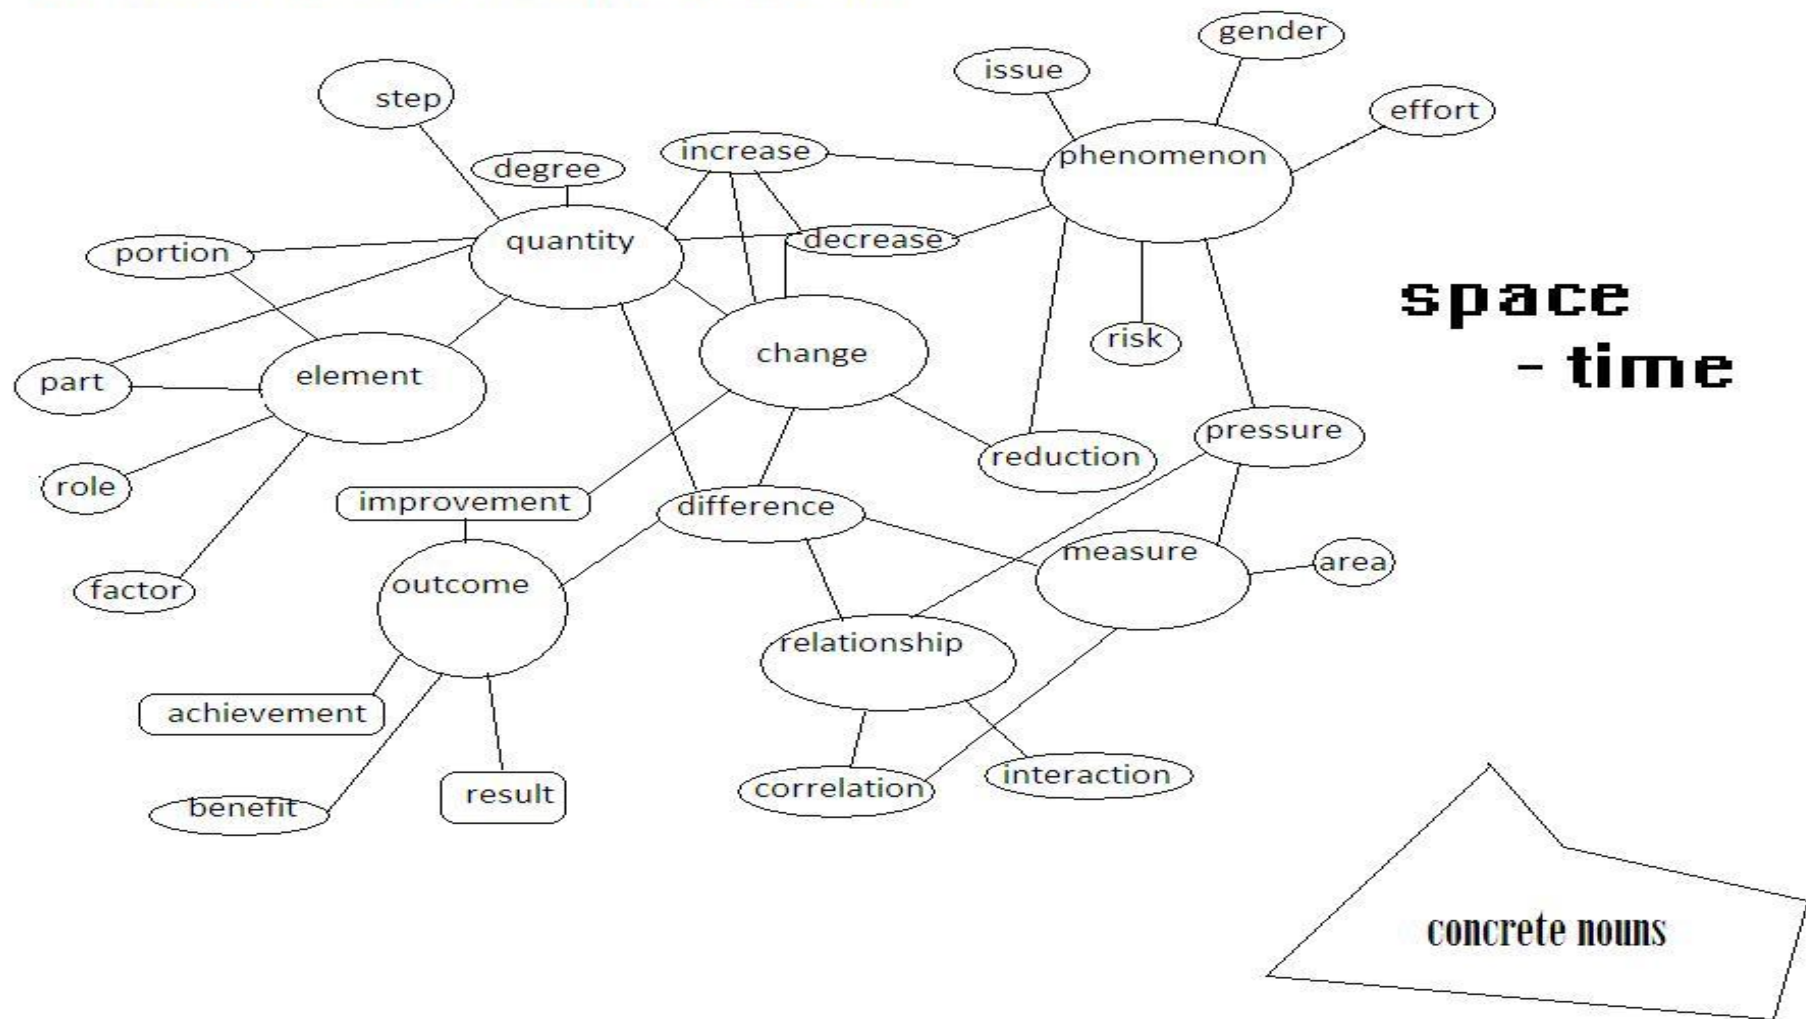 gender
issue
step
effort
increase
phenomenon
degree
quantity
decrease
portion
space
- time
risk
change
part
element
pressure
reduction
role
improvement
difference
measure
area
factor
outcome
relationship
achievement
interaction
correlation
result
benefit
concrete nouns